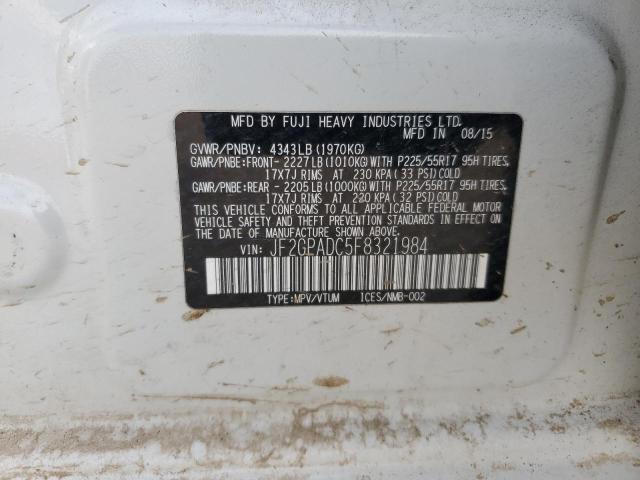 MFD BY FUJI HEAVY INDUSTRIES LTD.
MFD IN 08/15
GVWR/PNBV: 4343LB(1970KG)
GAWR/PNBE:FRONT- 2227LB(1010KG)WITH P225/55R17 95H TIRES,
17X7J RIMS AT 230 KPA (33 PSI)COLD
GAWR/PNBE:REAR - 2205LB(1000KG)WITH P225/55R17 95H TIRES,
17X7J RIMS AT 220 KPA (32 PSI)COLD
THIS VEHICLE CONFORMS TO ALL APPLICABLE FEDERAL MOTOR
VEHICLE SAFETY AND THEFT PREVENTION STANDARDS IN EFFECT
ON THE DATE OF MANUFACTURE SHOWN ABOVE.
VIN: JF2GPADC5F8321984
TYPE:MPV/VTUM ICES/NMB-002